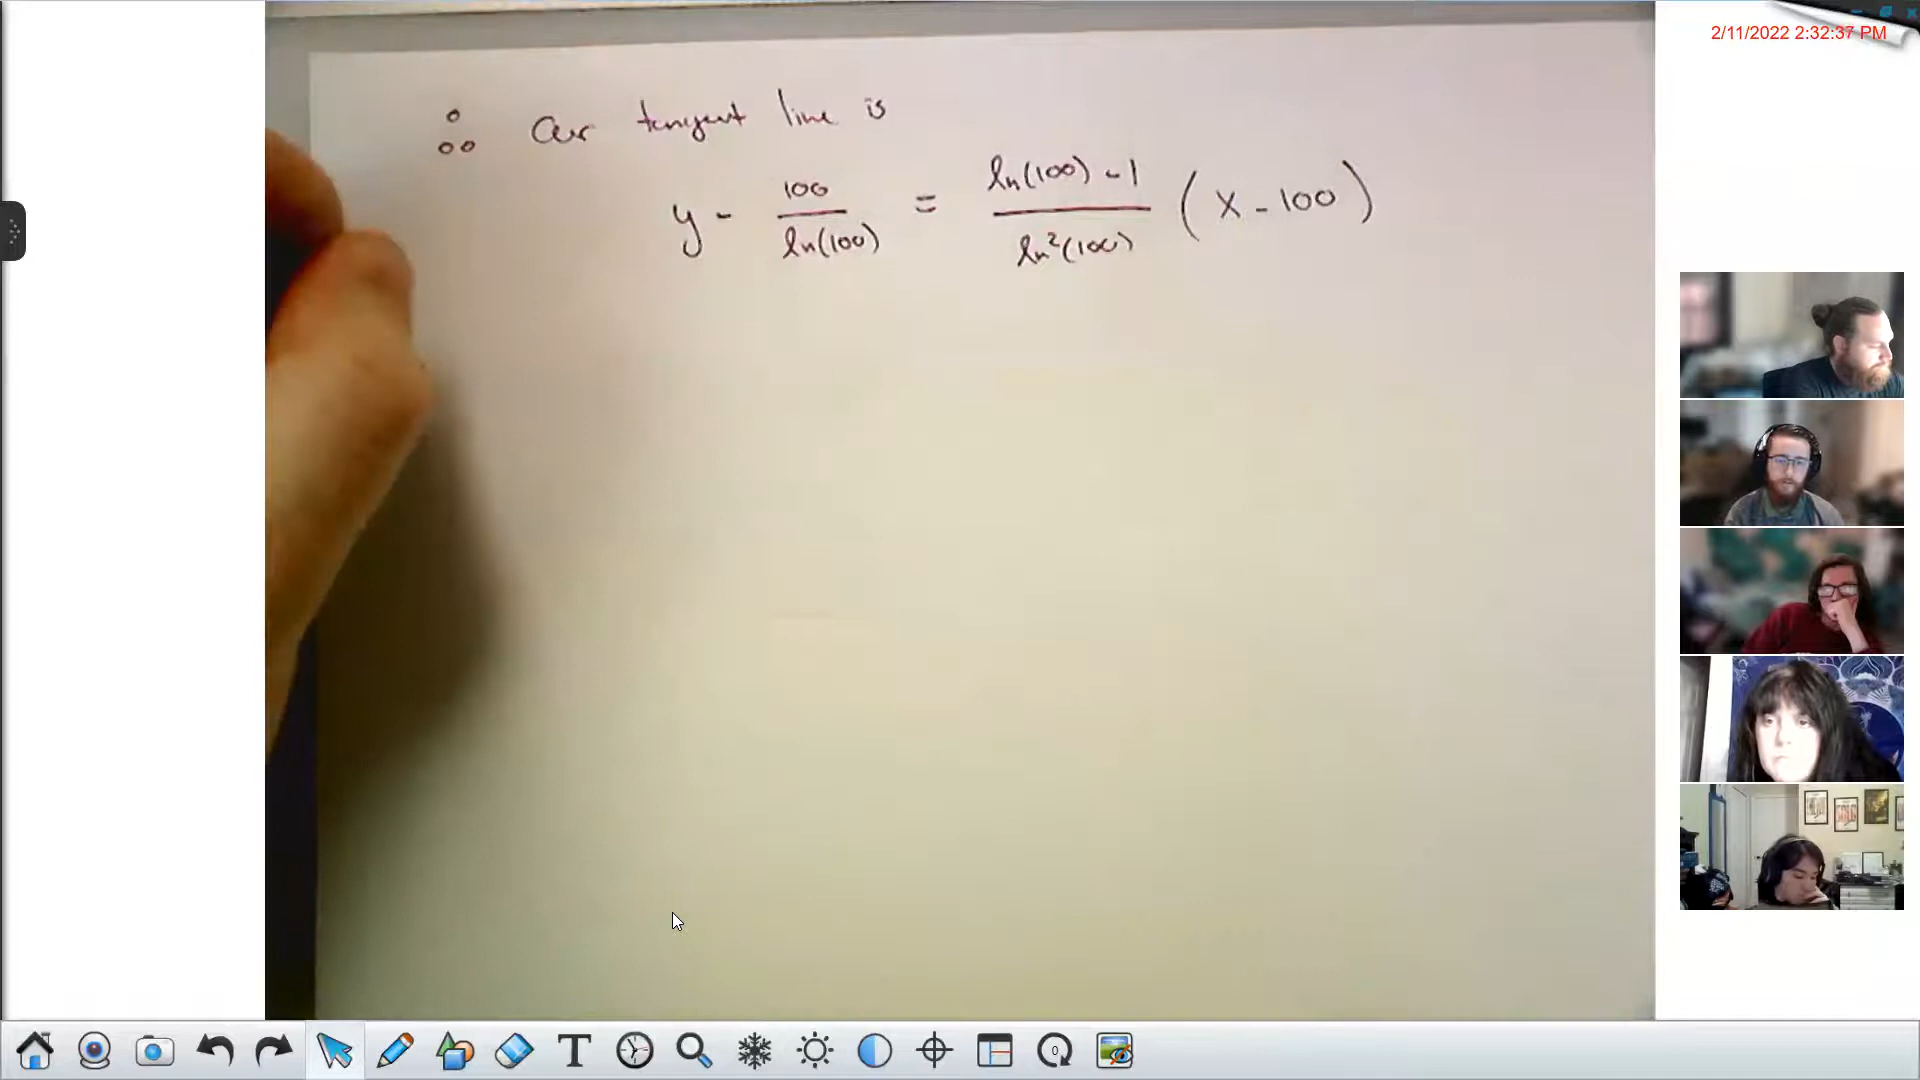 2/11/2022 2:32:37 PM
∴ Our tangent line is
y - 100/ln(100) = (ln(100) - 1)/ln²(100) (x - 100)
T
0